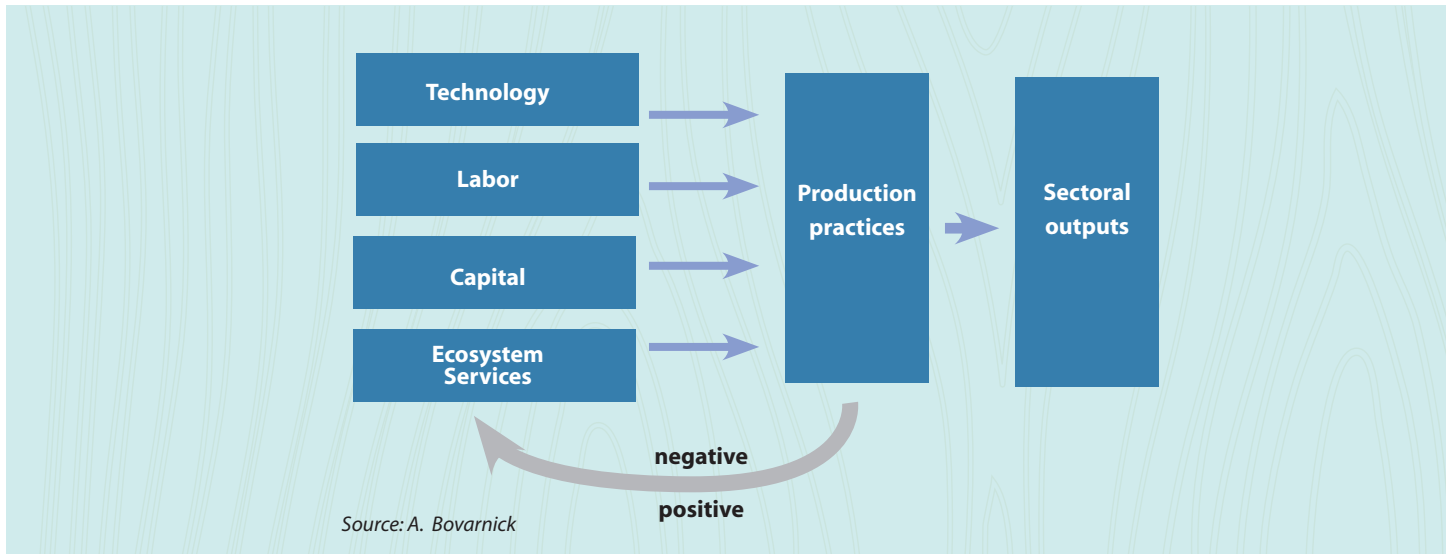 Technology
Labor
Capital
Ecosystem
Services
Production
practices
Sectoral
outputs
negative
positive
Source: A. Bovarnick